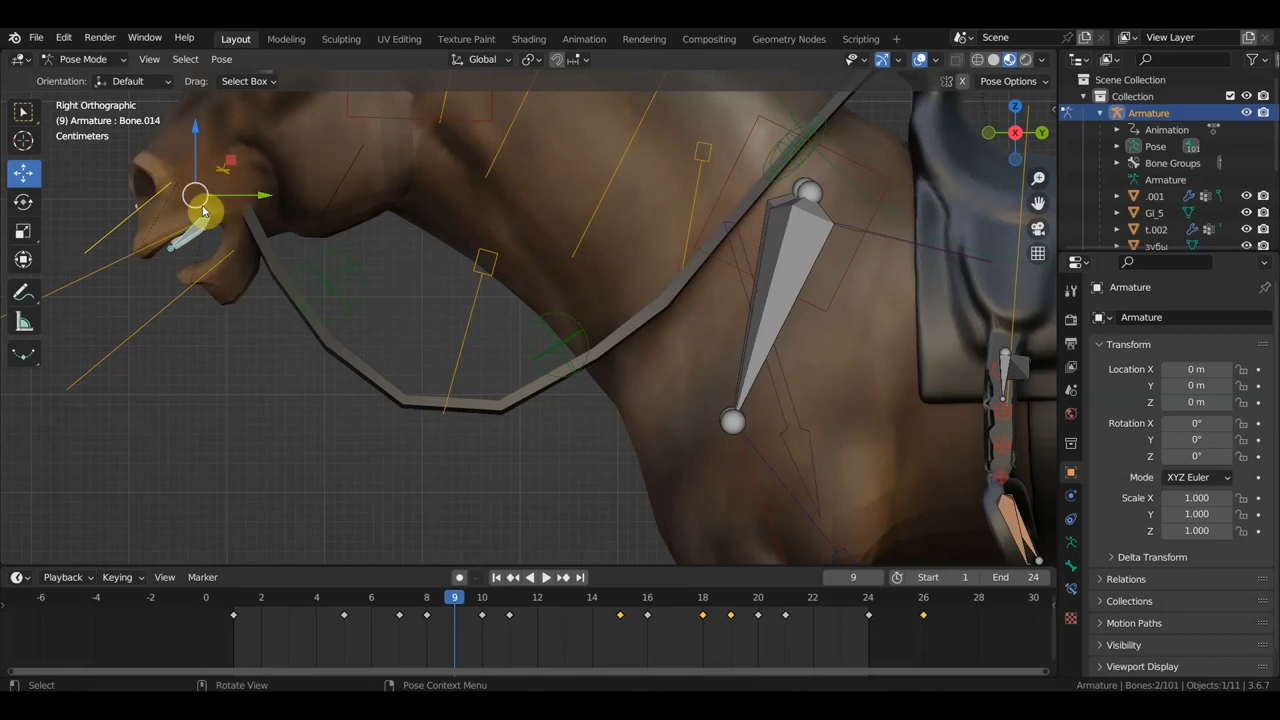 File Edit Render Window Help Layout Modeling Sculpting UV Editing Texture Paint Shading Animation Rendering Compositing Geometry Nodes Scripting + Scene View Layer
Pose Mode View Select Pose Global
Orientation: Default Drag: Select Box X Pose Options
Right Orthographic
(9) Armature : Bone.014
Centimeters
Z
Y
X
Scene Collection
Collection
Armature
Animation
Pose 101
Bone Groups
Armature
.001
Gl_5
t.002
зубы
Armature
Armature
Transform
Location X 0 m
Y 0 m
Z 0 m
Rotation X 0°
Y 0°
Z 0°
Mode XYZ Euler
Scale X 1.000
Y 1.000
Z 1.000
Delta Transform
Relations
Collections
Motion Paths
Visibility
Viewport Display
Playback Keying View Marker 9 Start 1 End 24
-6 -4 -2 0 2 4 6 8 9 10 12 14 16 18 20 22 24 26 28 30
Select Rotate View Pose Context Menu Armature | Bones:2/101 | Objects:1/11 | 3.6.7